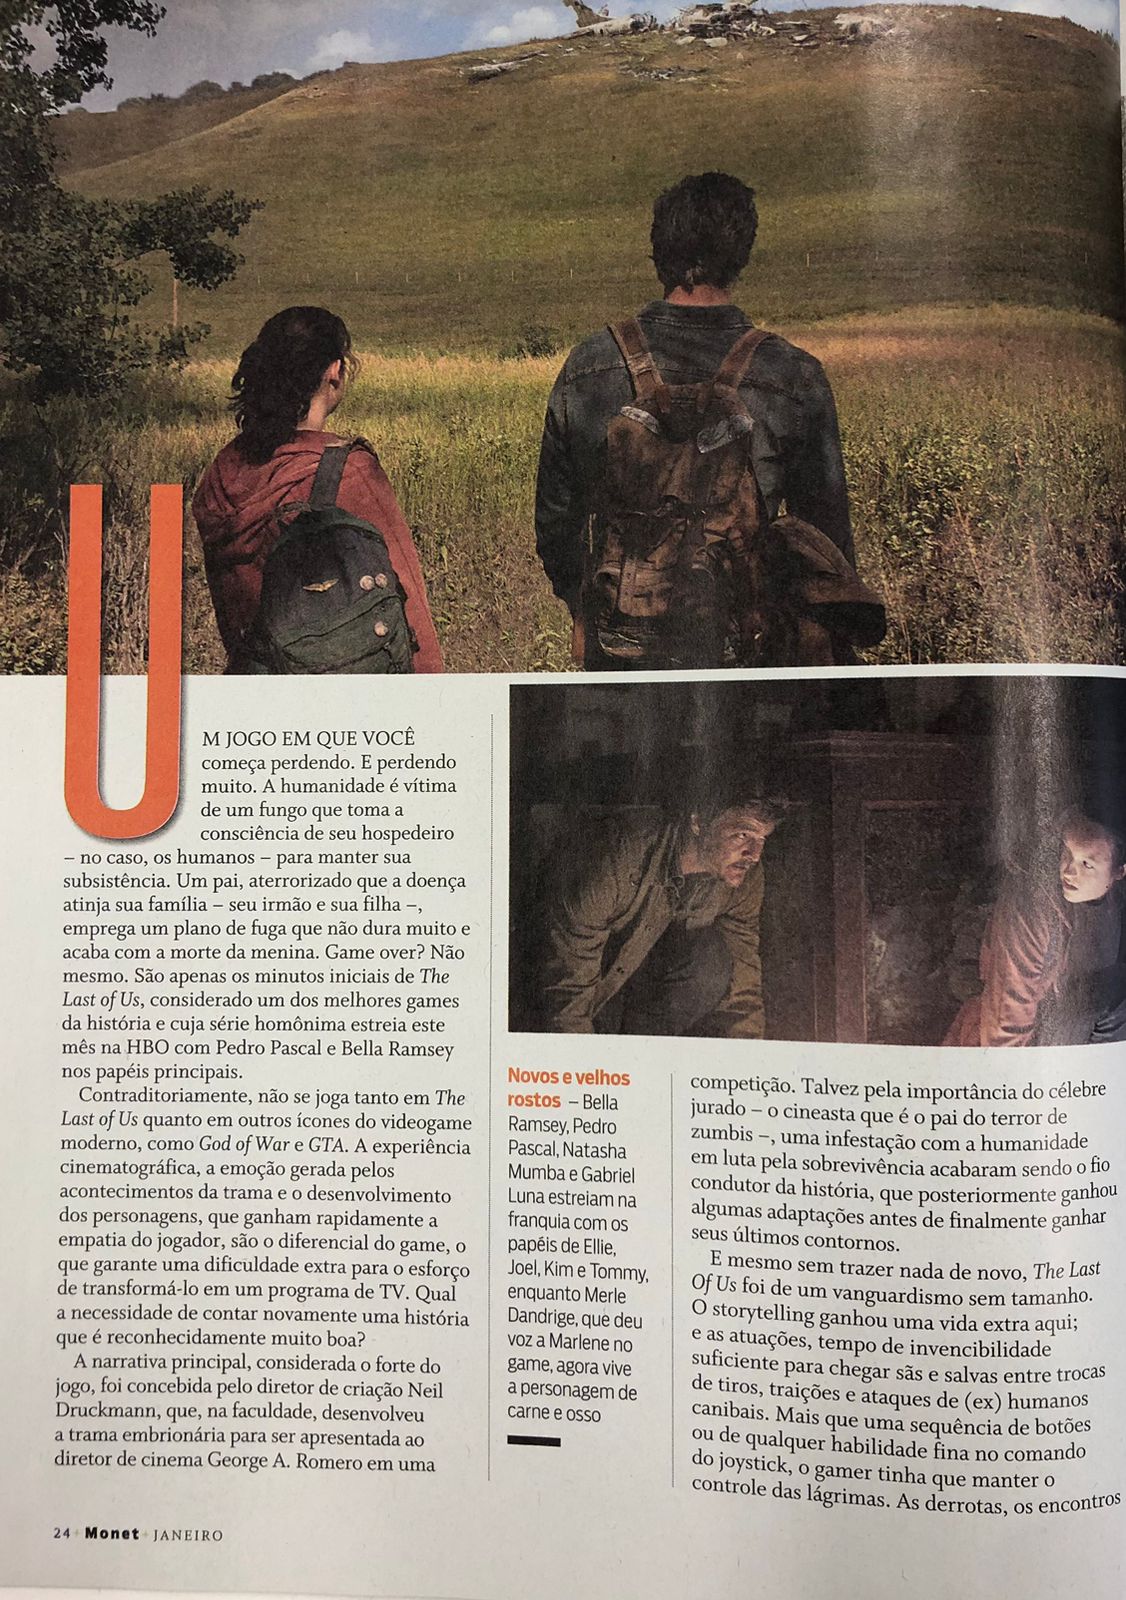 UM JOGO EM QUE VOCÊ
começa perdendo. E perdendo
muito. A humanidade é vítima
de um fungo que toma a
consciência de seu hospedeiro
– no caso, os humanos – para manter sua
subsistência. Um pai, aterrorizado que a doença
atinja sua família – seu irmão e sua filha –,
emprega um plano de fuga que não dura muito e
acaba com a morte da menina. Game over? Não
mesmo. São apenas os minutos iniciais de The
Last of Us, considerado um dos melhores games
da história e cuja série homônima estreia este
mês na HBO com Pedro Pascal e Bella Ramsey
nos papéis principais.
Contraditoriamente, não se joga tanto em The
Last of Us quanto em outros ícones do videogame
moderno, como God of War e GTA. A experiência
cinematográfica, a emoção gerada pelos
acontecimentos da trama e o desenvolvimento
dos personagens, que ganham rapidamente a
empatia do jogador, são o diferencial do game, o
que garante uma dificuldade extra para o esforço
de transformá-lo em um programa de TV. Qual
a necessidade de contar novamente uma história
que é reconhecidamente muito boa?
A narrativa principal, considerada o forte do
jogo, foi concebida pelo diretor de criação Neil
Druckmann, que, na faculdade, desenvolveu
a trama embrionária para ser apresentada ao
diretor de cinema George A. Romero em uma
Novos e velhos
rostos – Bella
Ramsey, Pedro
Pascal, Natasha
Mumba e Gabriel
Luna estreiam na
franquia com os
papéis de Ellie,
Joel, Kim e Tommy,
enquanto Merle
Dandrige, que deu
voz a Marlene no
game, agora vive
a personagem de
carne e osso
competição. Talvez pela importância do célebre
jurado – o cineasta que é o pai do terror de
zumbis –, uma infestação com a humanidade
em luta pela sobrevivência acabaram sendo o fio
condutor da história, que posteriormente ganhou
algumas adaptações antes de finalmente ganhar
seus últimos contornos.
E mesmo sem trazer nada de novo, The Last
Of Us foi de um vanguardismo sem tamanho.
O storytelling ganhou uma vida extra aqui;
e as atuações, tempo de invencibilidade
suficiente para chegar sãs e salvas entre trocas
de tiros, traições e ataques de (ex) humanos
canibais. Mais que uma sequência de botões
ou de qualquer habilidade fina no comando
do joystick, o gamer tinha que manter o
controle das lágrimas. As derrotas, os encontros
24 + Monet + JANEIRO